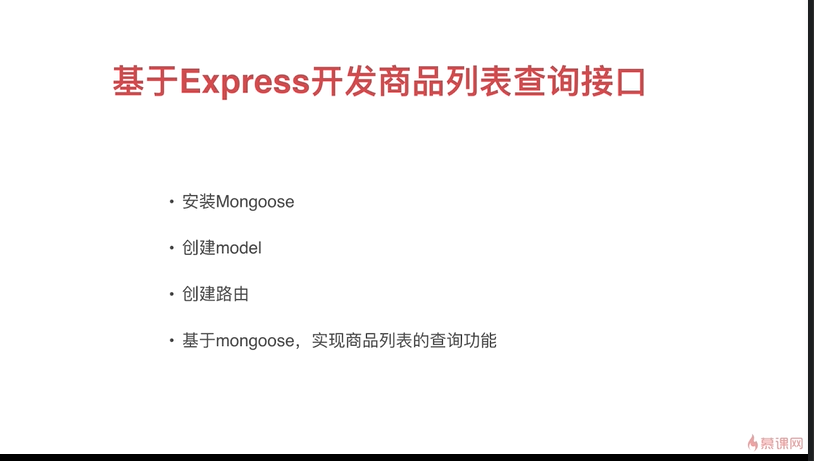 基于Express开发商品列表查询接口
• 安装Mongoose
• 创建model
• 创建路由
• 基于mongoose，实现商品列表的查询功能
慕课网